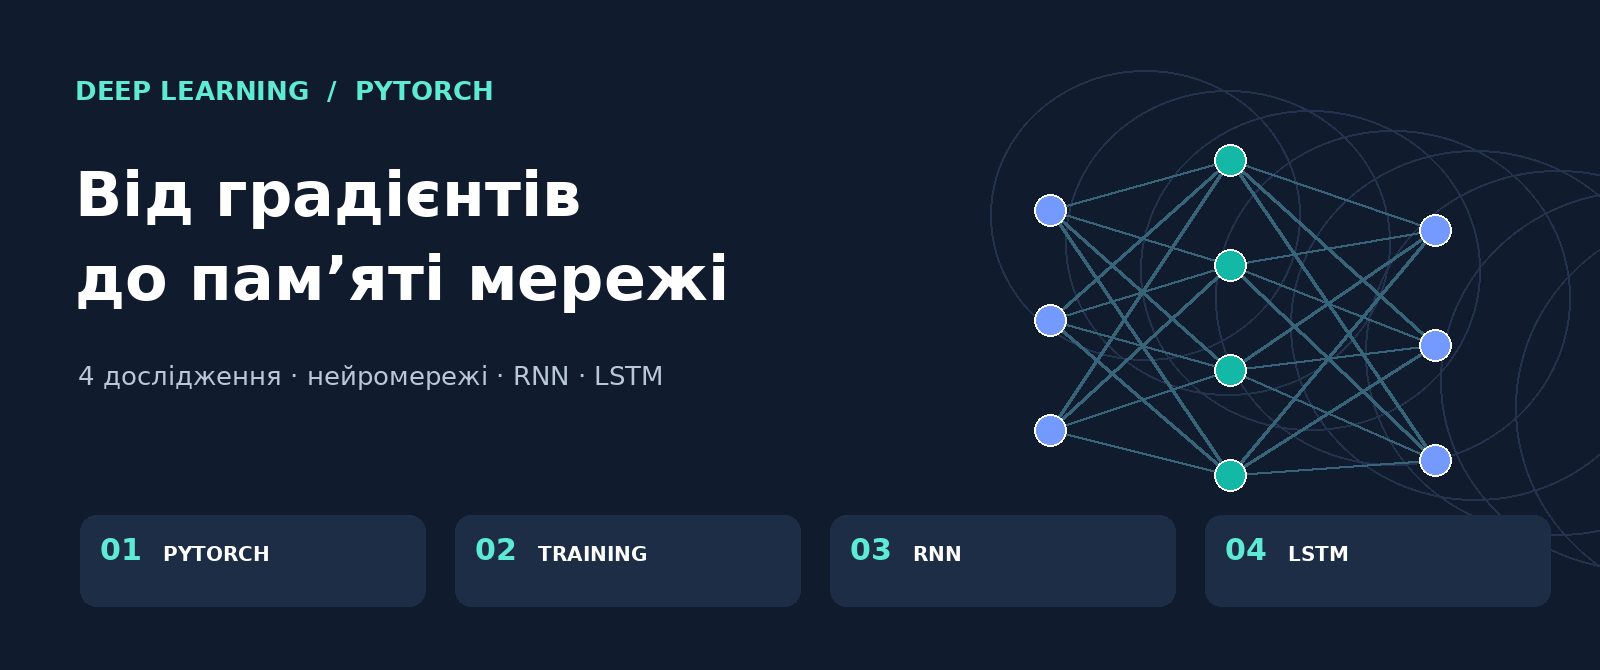 DEEP LEARNING / PYTORCH
Від градієнтів
до пам’яті мережі
4 дослідження · нейромережі · RNN · LSTM
01 PYTORCH
02 TRAINING
03 RNN
04 LSTM